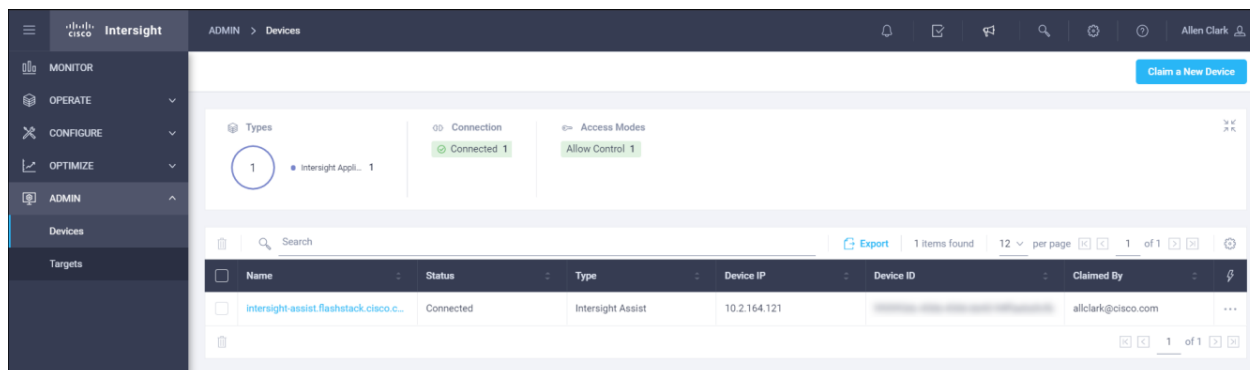 cisco Intersight
ADMIN > Devices
Allen Clark
MONITOR
OPERATE
CONFIGURE
OPTIMIZE
ADMIN
Devices
Targets
Claim a New Device
Types
1
Intersight Appli... 1
Connection
Connected 1
Access Modes
Allow Control 1
Search
Export 1 items found 12 per page 1 of 1
Name Status Type Device IP Device ID Claimed By
intersight-assist.flashstack.cisco.c... Connected Intersight Assist 10.2.164.121 allclark@cisco.com
1 of 1